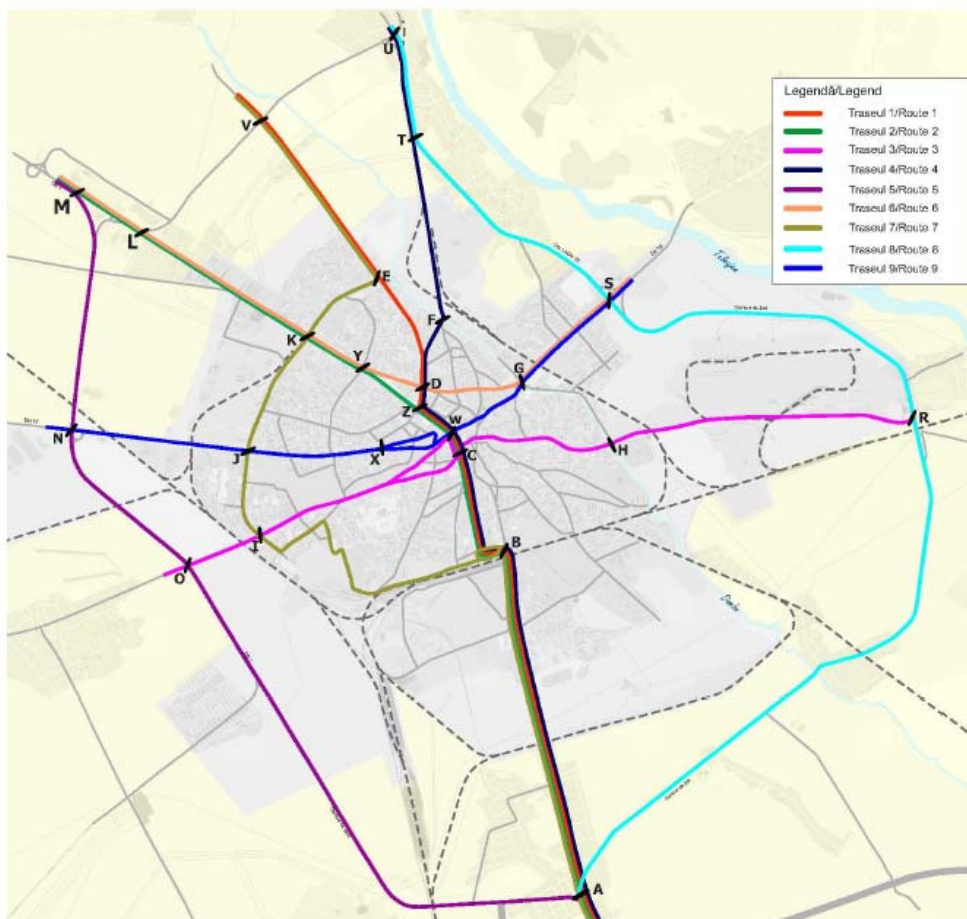 U
V
T
M
L
Legendă/Legend
Traseul 1/Route 1
Traseul 2/Route 2
Traseul 3/Route 3
Traseul 4/Route 4
Traseul 5/Route 5
Traseul 6/Route 6
Traseul 7/Route 7
Traseul 8/Route 8
Traseul 9/Route 9
Teleajen
E
S
F
K
Y
G
D
Z
W
R
N
J
X
C
H
I
B
O
Dambu
A